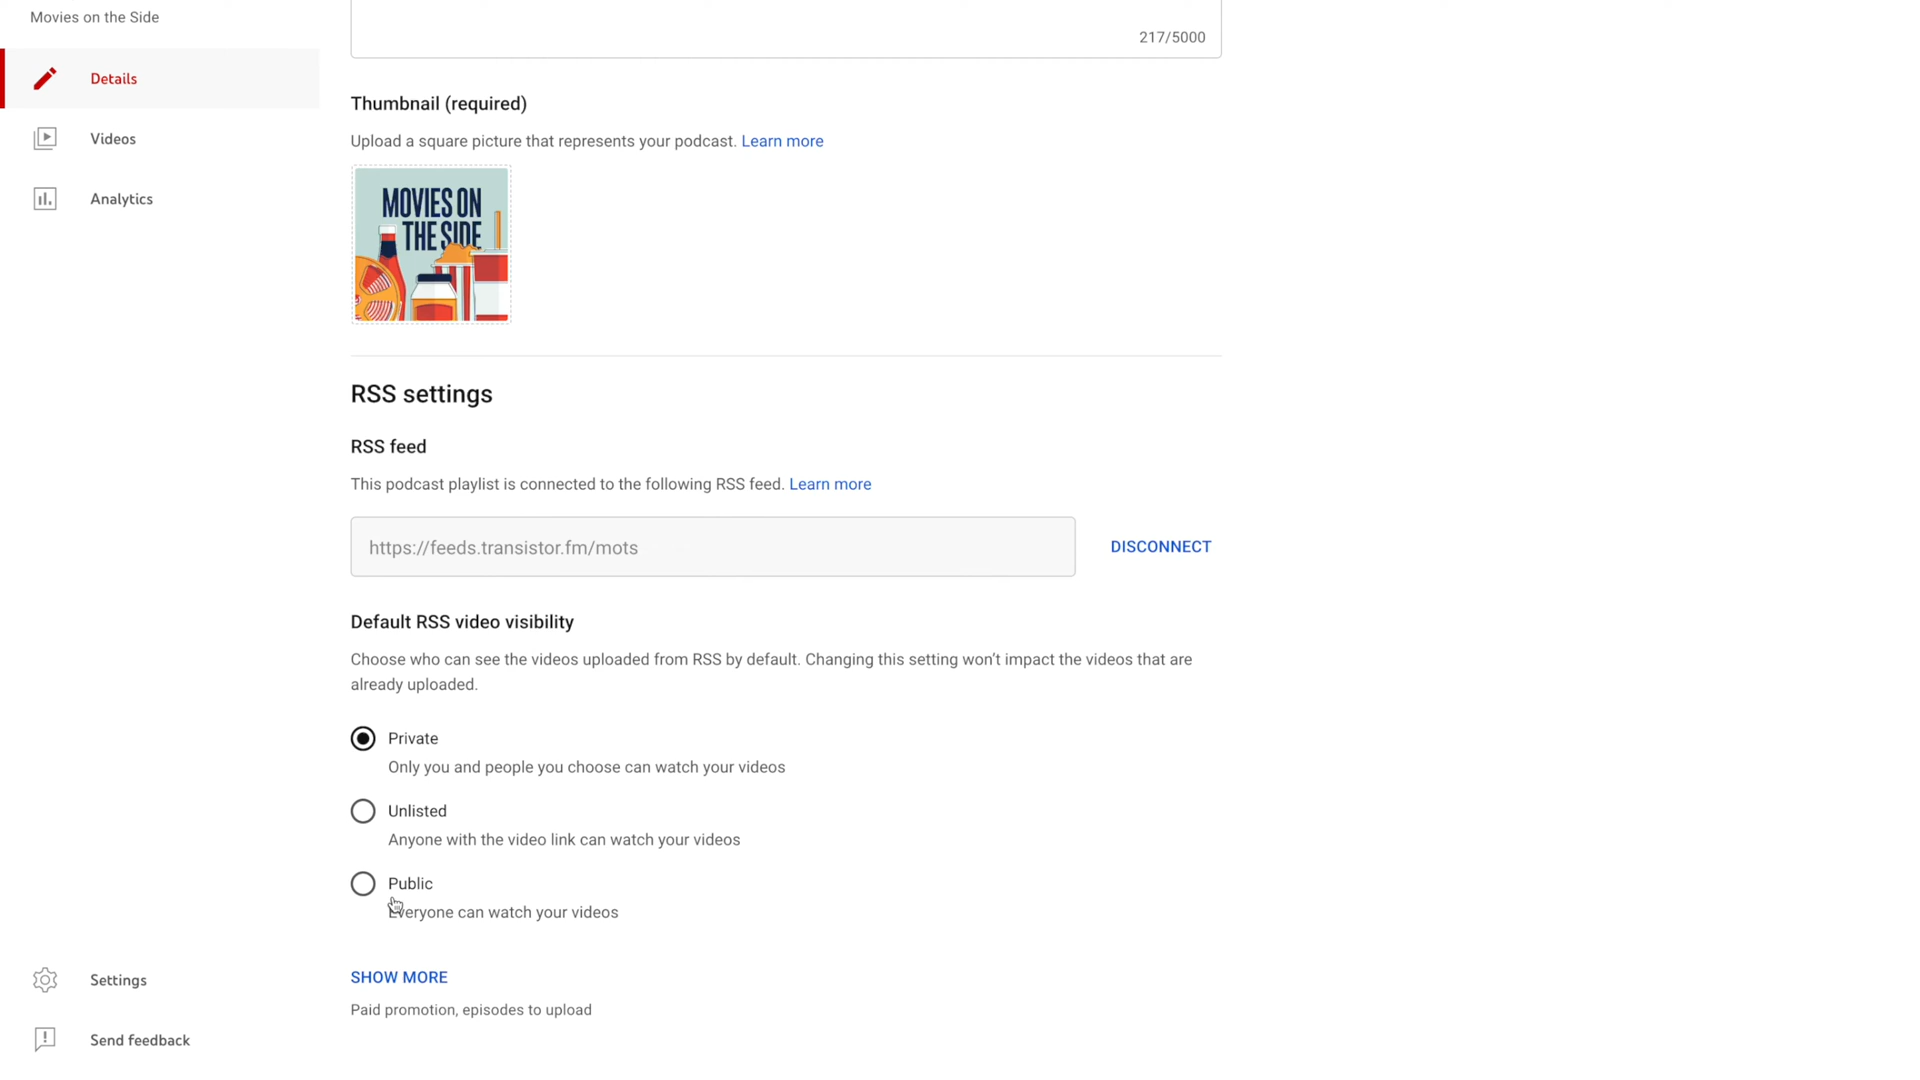 Movies on the Side
Details
Videos
Analytics
Settings
Send feedback
217/5000
Thumbnail (required)
Upload a square picture that represents your podcast. Learn more
MOVIES ON
THE SIDE
RSS settings
RSS feed
This podcast playlist is connected to the following RSS feed. Learn more
https://feeds.transistor.fm/mots
DISCONNECT
Default RSS video visibility
Choose who can see the videos uploaded from RSS by default. Changing this setting won't impact the videos that are
already uploaded.
Private
Only you and people you choose can watch your videos
Unlisted
Anyone with the video link can watch your videos
Public
Everyone can watch your videos
SHOW MORE
Paid promotion, episodes to upload